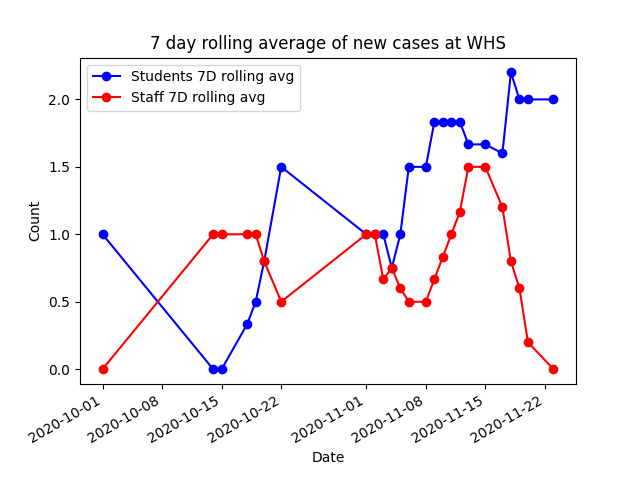 7 day rolling average of new cases at WHS
Students 7D rolling avg
Staff 7D rolling avg
Count
2.0
1.5
1.0
0.5
0.0
2020-10-01
2020-10-08
2020-10-15
2020-10-22
2020-11-01
2020-11-08
2020-11-15
2020-11-22
Date